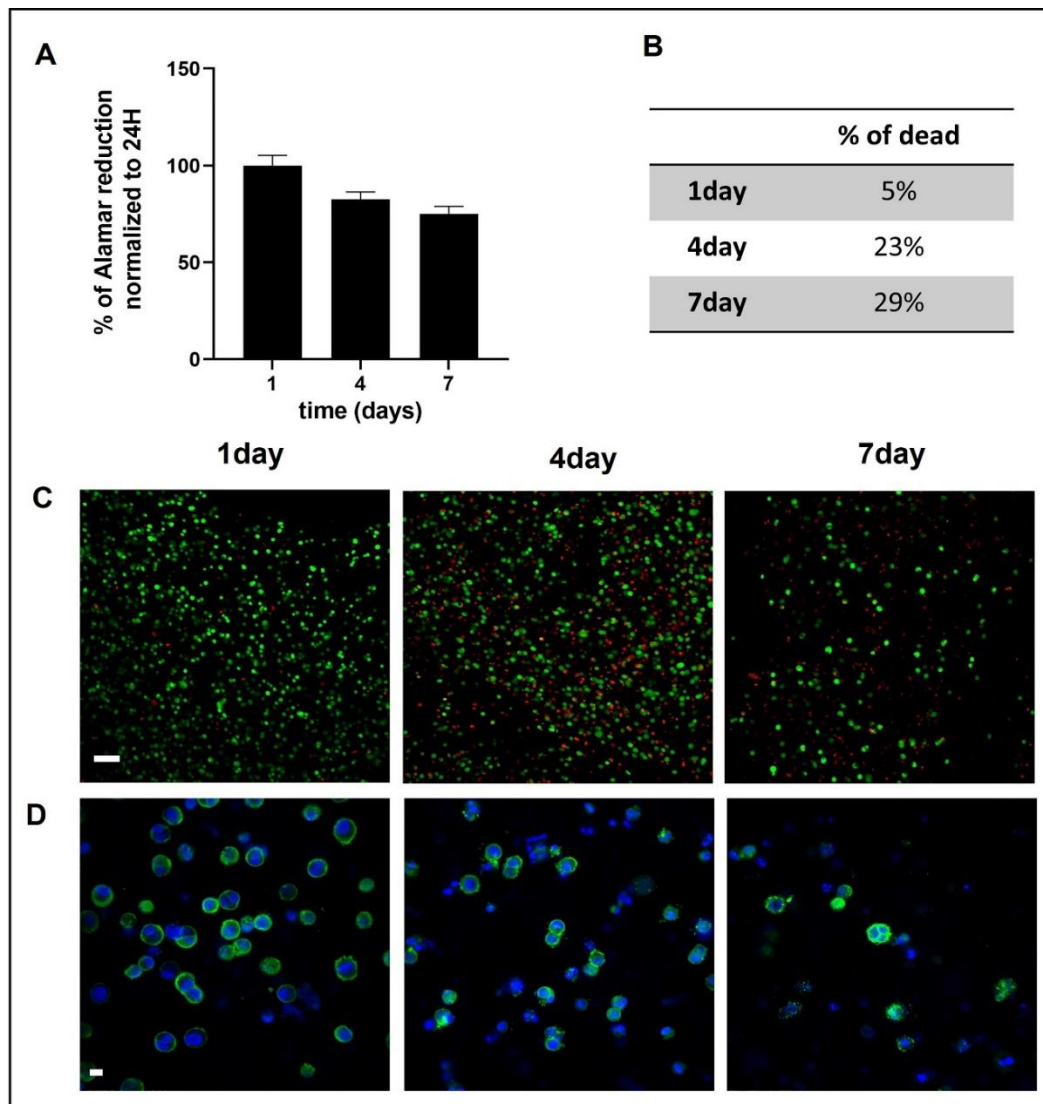 A
B
% of Alamar reduction
normalized to 24H
150
100
50
0
1 4 7
time (days)
% of dead
1day 5%
4day 23%
7day 29%
1day 4day 7day
C
D